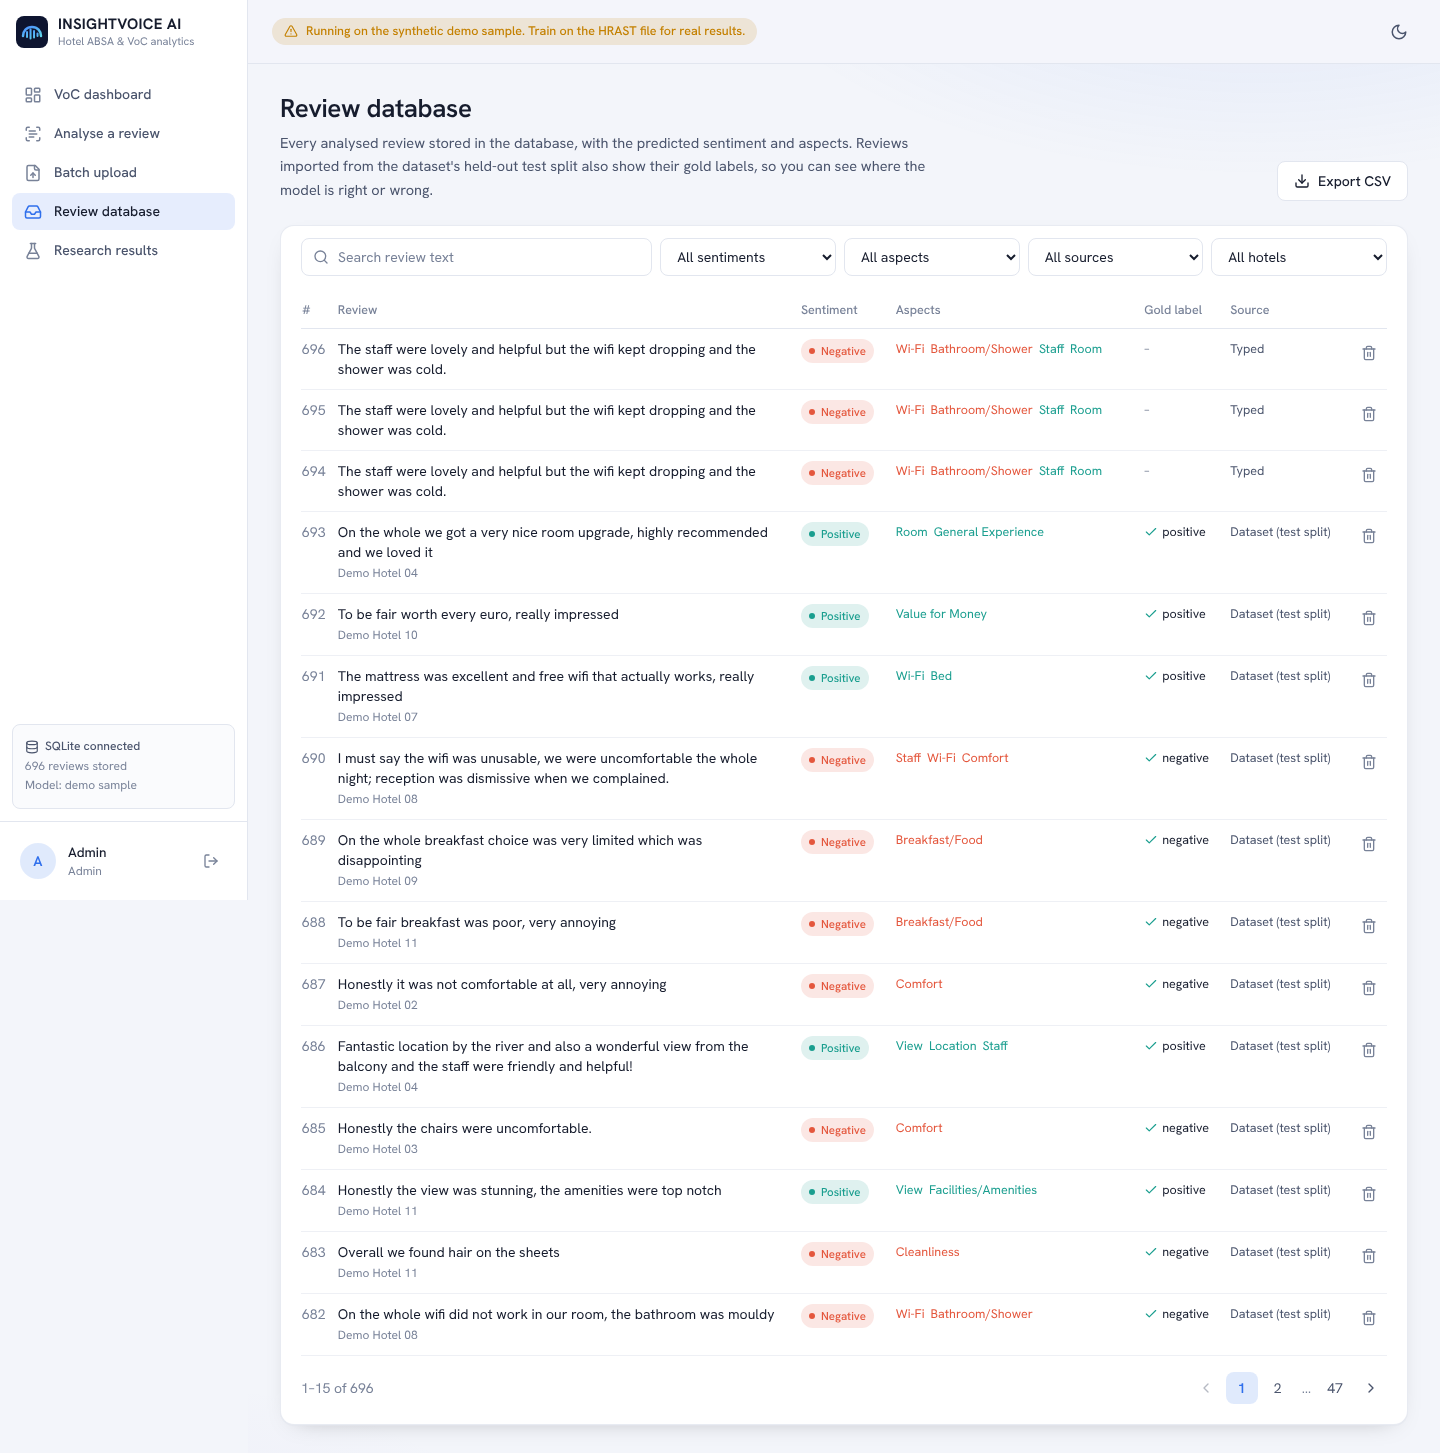 INSIGHTVOICE AI
Hotel ABSA & VoC analytics
VoC dashboard
Analyse a review
Batch upload
Review database
Research results
SQLite connected
696 reviews stored
Model: demo sample
A
Admin
Admin
Running on the synthetic demo sample. Train on the HRAST file for real results.
Review database
Every analysed review stored in the database, with the predicted sentiment and aspects. Reviews
imported from the dataset's held-out test split also show their gold labels, so you can see where the
model is right or wrong.
Export CSV
Search review text
All sentiments
All aspects
All sources
All hotels
# Review Sentiment Aspects Gold label Source
696 The staff were lovely and helpful but the wifi kept dropping and the Negative Wi-Fi Bathroom/Shower Staff Room – Typed
shower was cold.
695 The staff were lovely and helpful but the wifi kept dropping and the Negative Wi-Fi Bathroom/Shower Staff Room – Typed
shower was cold.
694 The staff were lovely and helpful but the wifi kept dropping and the Negative Wi-Fi Bathroom/Shower Staff Room – Typed
shower was cold.
693 On the whole we got a very nice room upgrade, highly recommended Positive Room General Experience positive Dataset (test split)
and we loved it
Demo Hotel 04
692 To be fair worth every euro, really impressed Positive Value for Money positive Dataset (test split)
Demo Hotel 10
691 The mattress was excellent and free wifi that actually works, really Positive Wi-Fi Bed positive Dataset (test split)
impressed
Demo Hotel 07
690 I must say the wifi was unusable, we were uncomfortable the whole Negative Staff Wi-Fi Comfort negative Dataset (test split)
night; reception was dismissive when we complained.
Demo Hotel 08
689 On the whole breakfast choice was very limited which was Negative Breakfast/Food negative Dataset (test split)
disappointing
Demo Hotel 09
688 To be fair breakfast was poor, very annoying Negative Breakfast/Food negative Dataset (test split)
Demo Hotel 11
687 Honestly it was not comfortable at all, very annoying Negative Comfort negative Dataset (test split)
Demo Hotel 02
686 Fantastic location by the river and also a wonderful view from the Positive View Location Staff positive Dataset (test split)
balcony and the staff were friendly and helpful!
Demo Hotel 04
685 Honestly the chairs were uncomfortable. Negative Comfort negative Dataset (test split)
Demo Hotel 03
684 Honestly the view was stunning, the amenities were top notch Positive View Facilities/Amenities positive Dataset (test split)
Demo Hotel 11
683 Overall we found hair on the sheets Negative Cleanliness negative Dataset (test split)
Demo Hotel 11
682 On the whole wifi did not work in our room, the bathroom was mouldy Negative Wi-Fi Bathroom/Shower negative Dataset (test split)
Demo Hotel 08
1–15 of 696
1 2 … 47